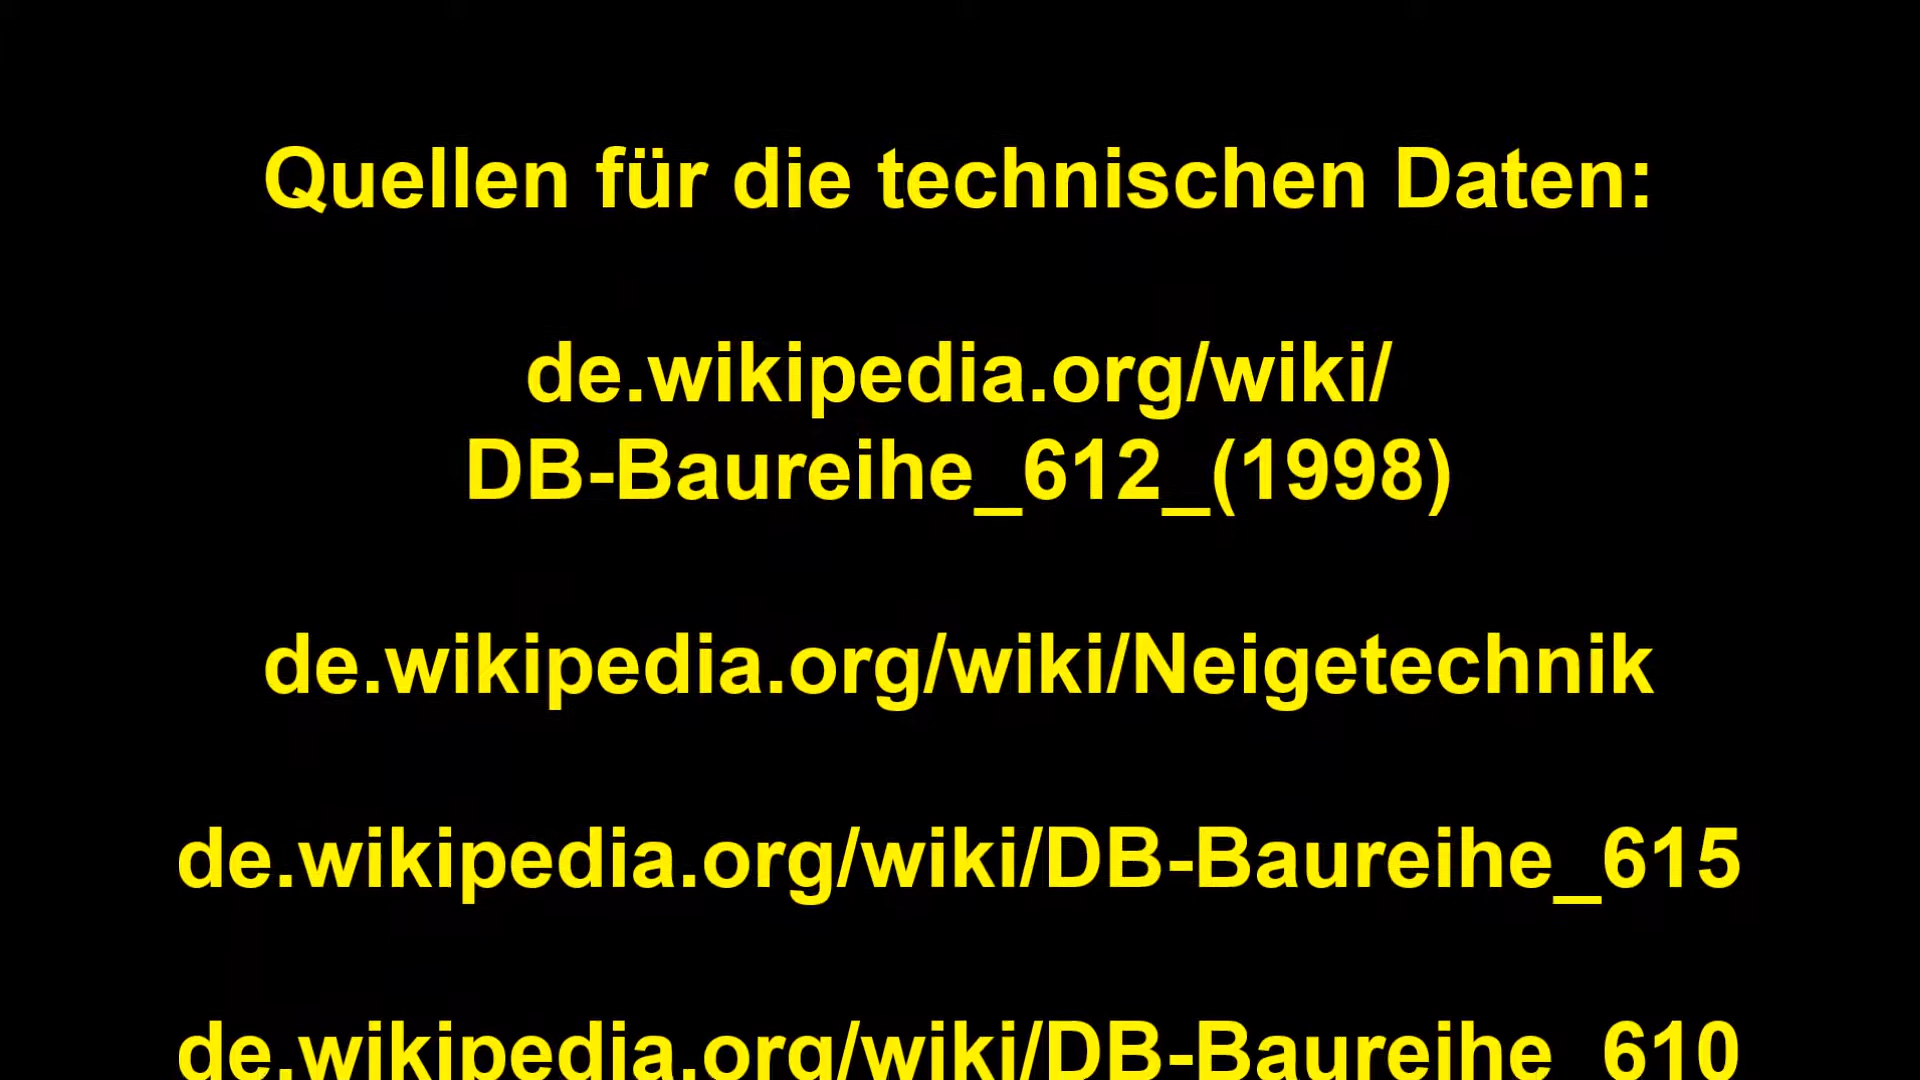 Quellen für die technischen Daten:
de.wikipedia.org/wiki/
DB-Baureihe_612_(1998)
de.wikipedia.org/wiki/Neigetechnik
de.wikipedia.org/wiki/DB-Baureihe_615
de.wikipedia.org/wiki/DB-Baureihe_610